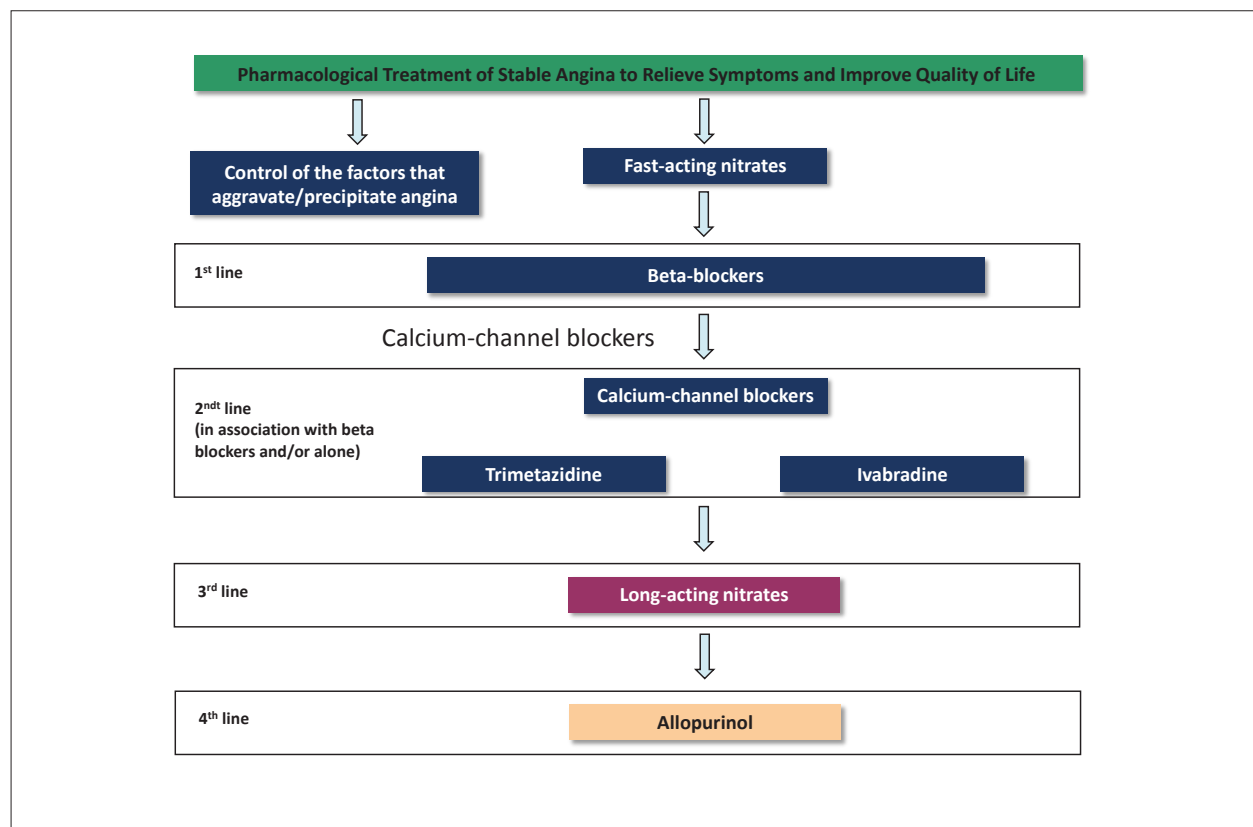 Pharmacological Treatment of Stable Angina to Relieve Symptoms and Improve Quality of Life
Control of the factors that
aggravate/precipitate angina
Fast-acting nitrates
1st line
Beta-blockers
Calcium-channel blockers
2ndt line
(in association with beta
blockers and/or alone)
Calcium-channel blockers
Trimetazidine
Ivabradine
3rd line
Long-acting nitrates
4th line
Allopurinol